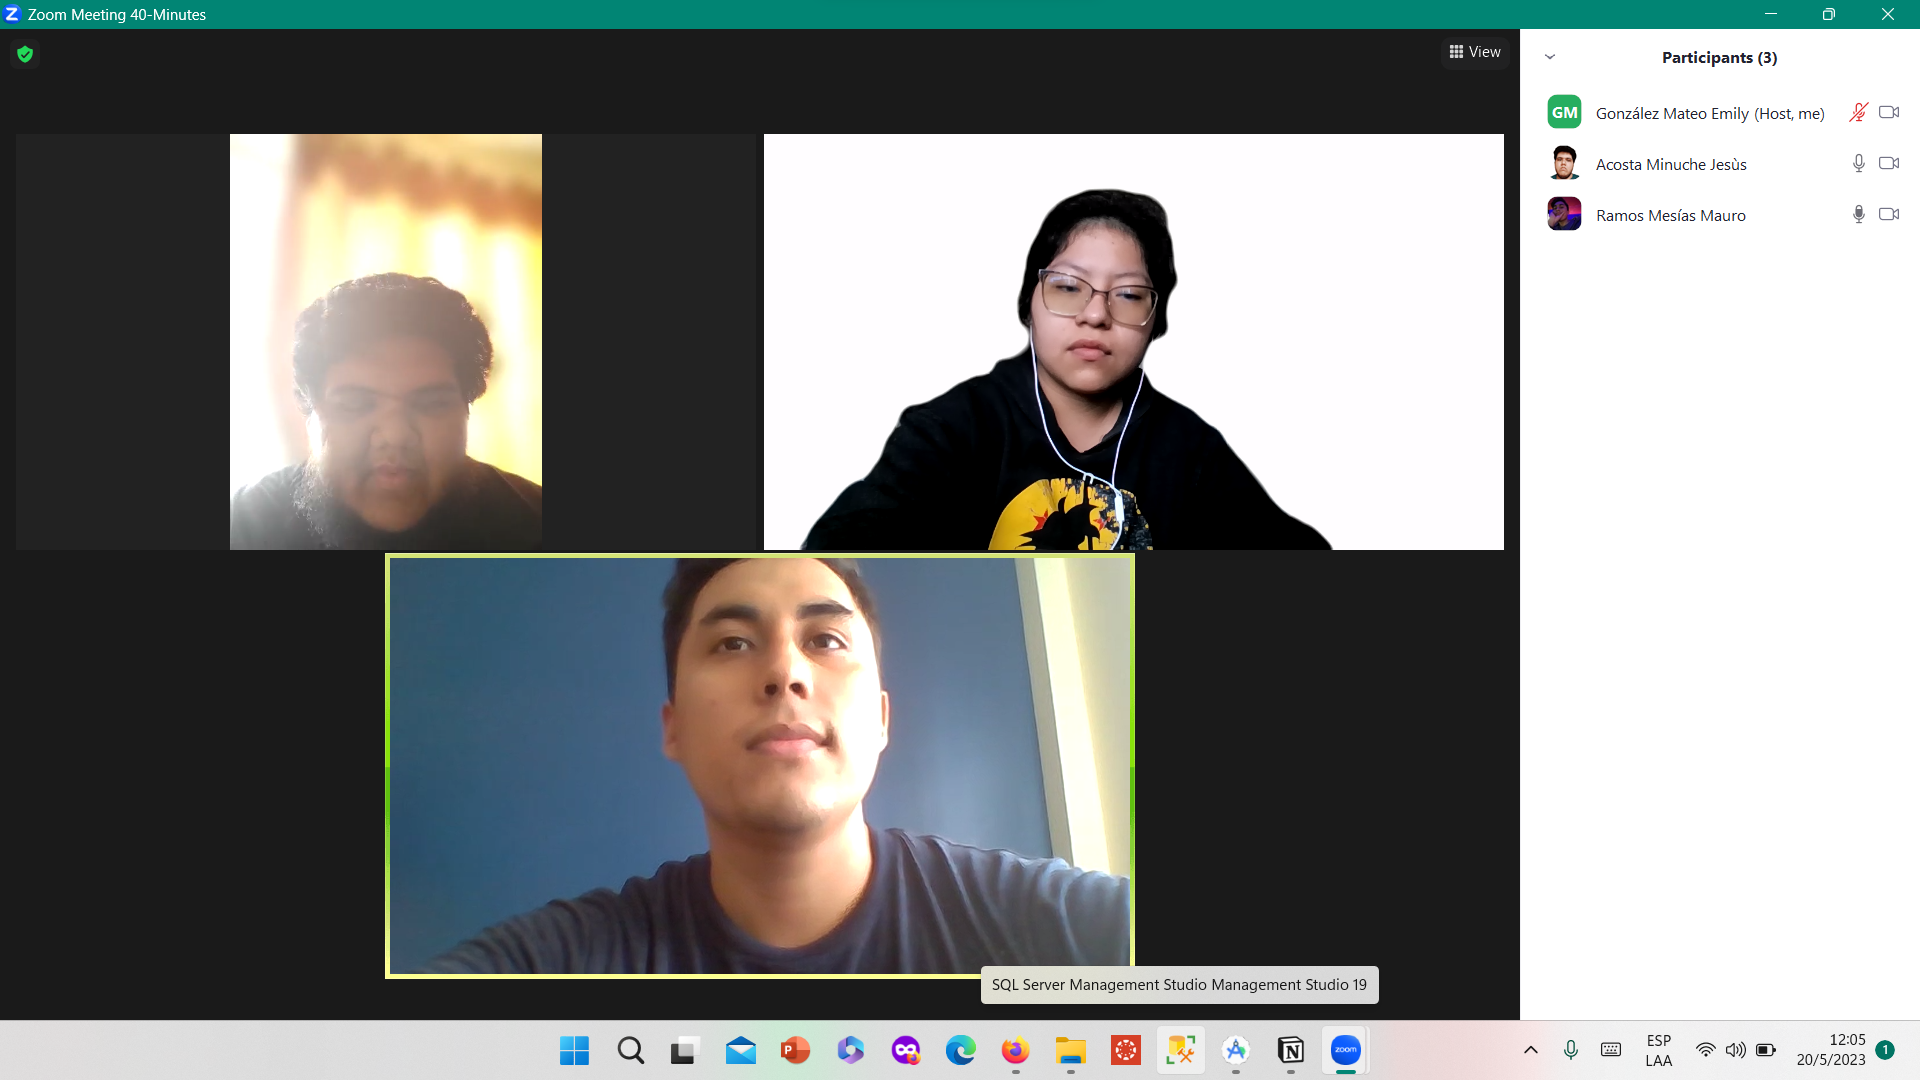 Zoom Meeting 40-Minutes
View
Participants (3)
GM González Mateo Emily (Host, me)
Acosta Minuche Jesùs
Ramos Mesías Mauro
SQL Server Management Studio Management Studio 19
P
N
zoom
ESP
LAA
12:05
20/5/2023
1